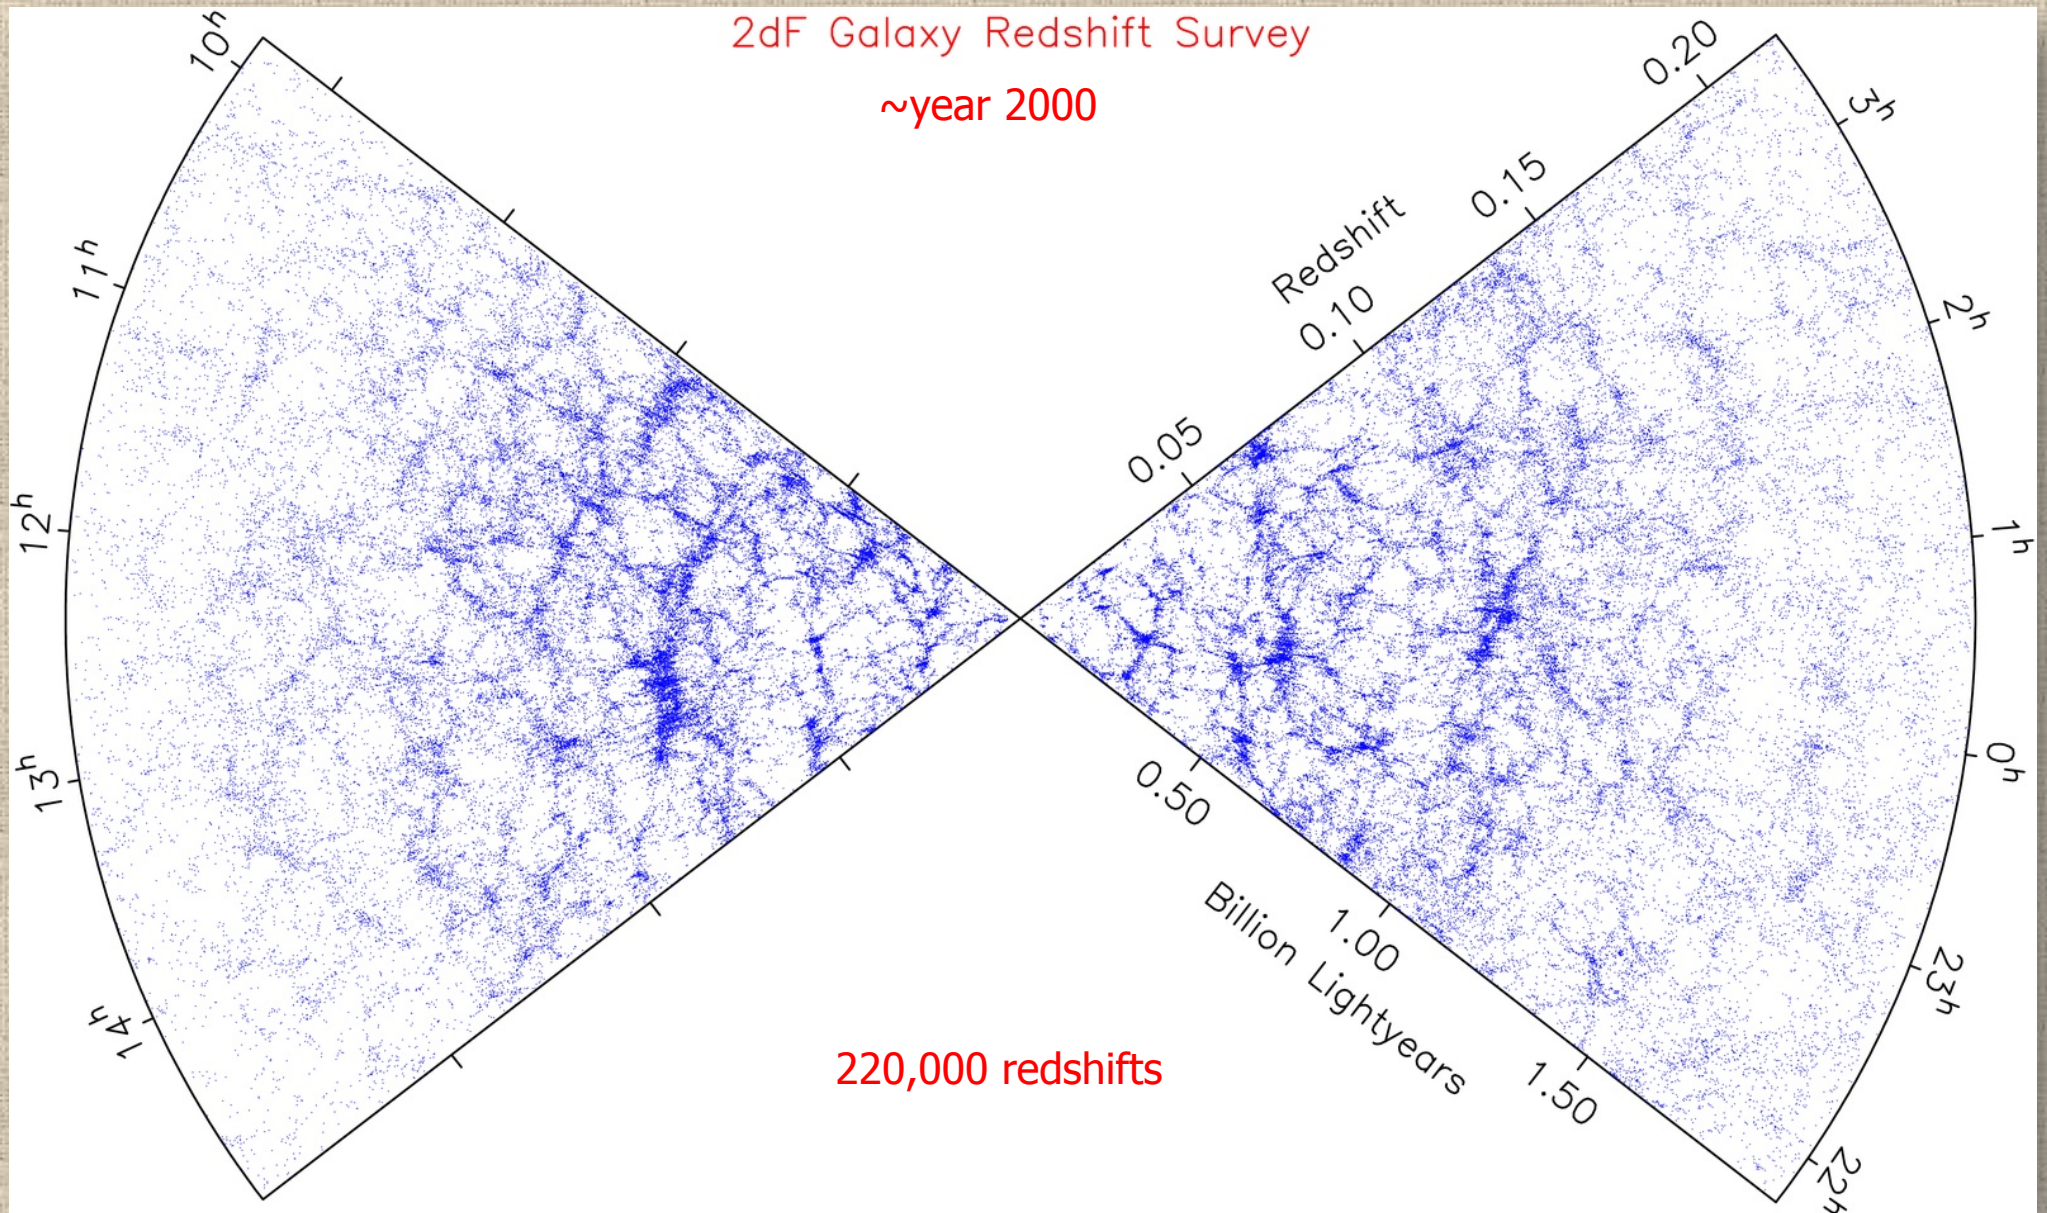 2dF Galaxy Redshift Survey
~year 2000
10h
11h
12h
13h
14h
Redshift
0.05
0.10
0.15
0.20
3h
2h
1h
0h
23h
22h
0.50
1.00
1.50
Billion Lightyears
220,000 redshifts